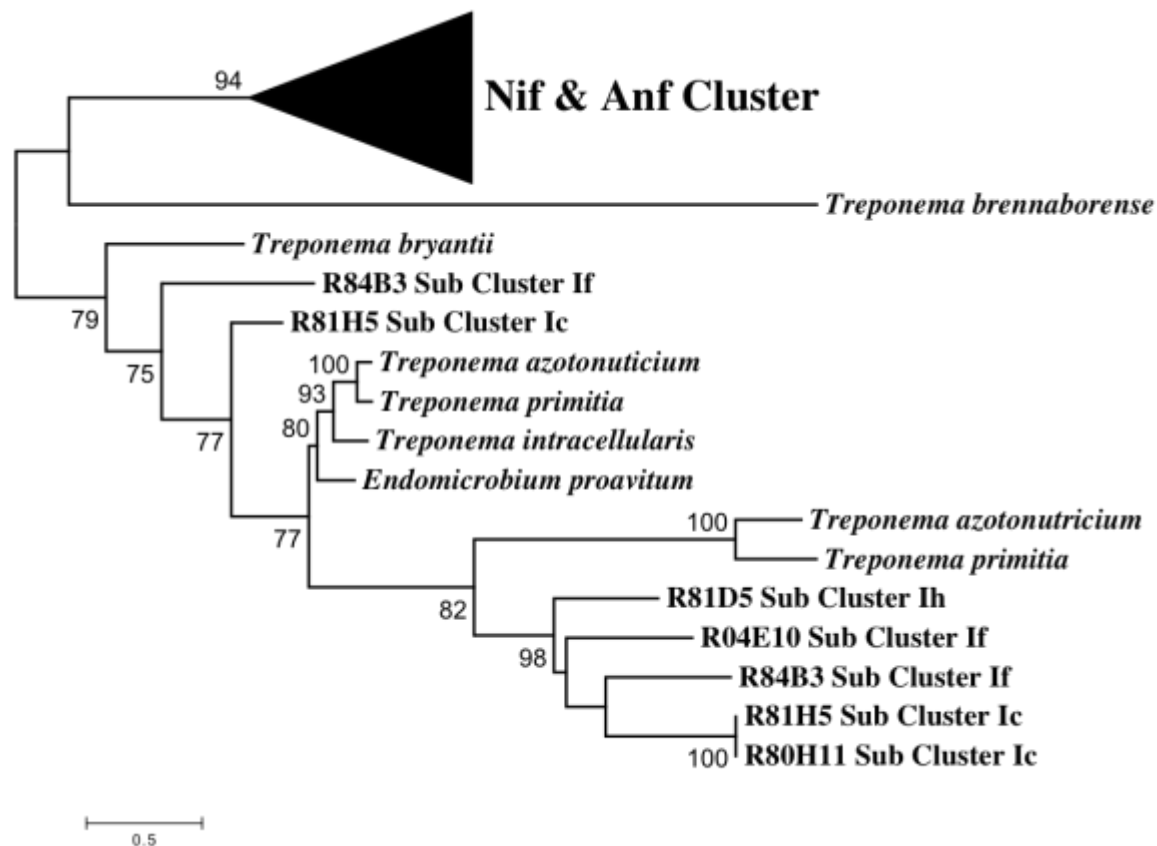 94
Nif & Anf Cluster
Treponema brennaborense
Treponema bryantii
R84B3 Sub Cluster If
79
R81H5 Sub Cluster Ic
75
100
Treponema azotonuticium
93
Treponema primitia
80
77
Treponema intracellularis
Endomicrobium proavitum
77
100
Treponema azotonutricium
Treponema primitia
82
R81D5 Sub Cluster Ih
R04E10 Sub Cluster If
98
R84B3 Sub Cluster If
R81H5 Sub Cluster Ic
100
R80H11 Sub Cluster Ic
0.5